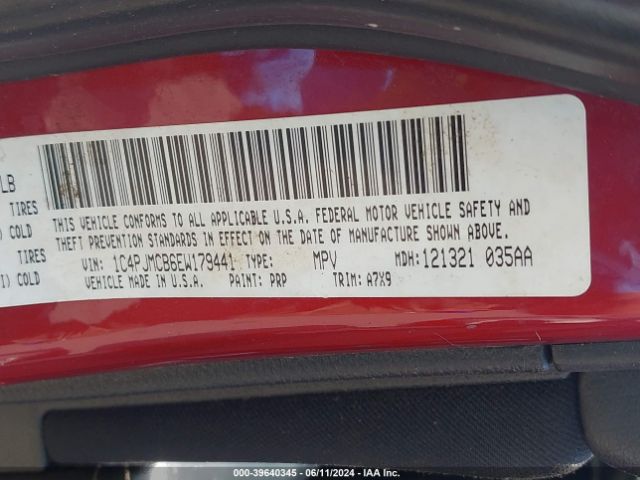 LB
TIRES
) COLD
TIRES
I) COLD
THIS VEHICLE CONFORMS TO ALL APPLICABLE U.S.A. FEDERAL MOTOR VEHICLE SAFETY AND
THEFT PREVENTION STANDARDS IN EFFECT ON THE DATE OF MANUFACTURE SHOWN ABOVE.
VIN: 1C4PJMCB6EW179441 TYPE: MPV MDH: 121321 035AA
VEHICLE MADE IN U.S.A. PAINT: PRP TRIM: A7X9
000-39640345 | 06/11/2024 - IAA, Inc.